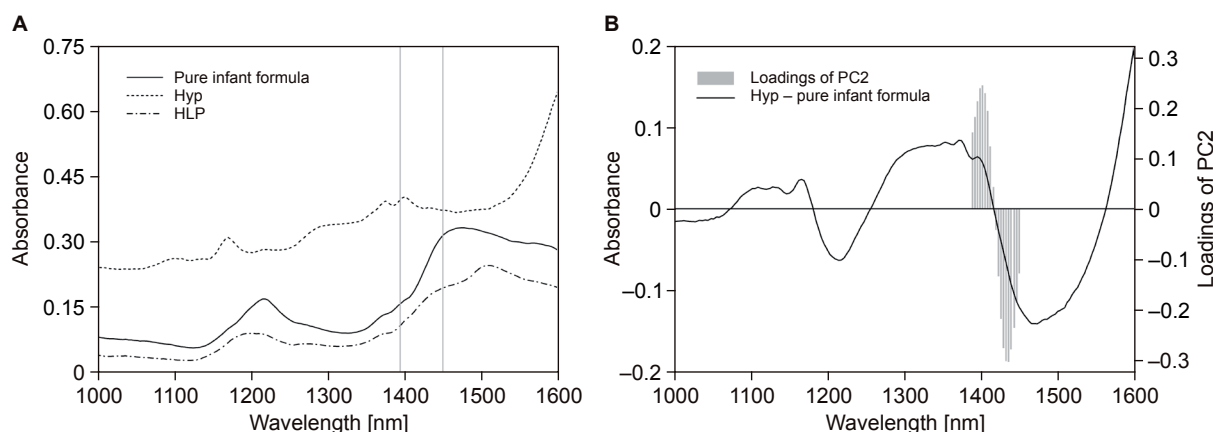 A
0.75
0.60
0.45
0.30
0.15
0
Absorbance
Pure infant formula
Hyp
HLP
1000 1100 1200 1300 1400 1500 1600
Wavelength [nm]
B
0.2
0.1
0
–0.1
–0.2
Absorbance
Loadings of PC2
Hyp – pure infant formula
0.3
0.2
0.1
0
–0.1
–0.2
–0.3
Loadings of PC2
1000 1100 1200 1300 1400 1500 1600
Wavelength [nm]